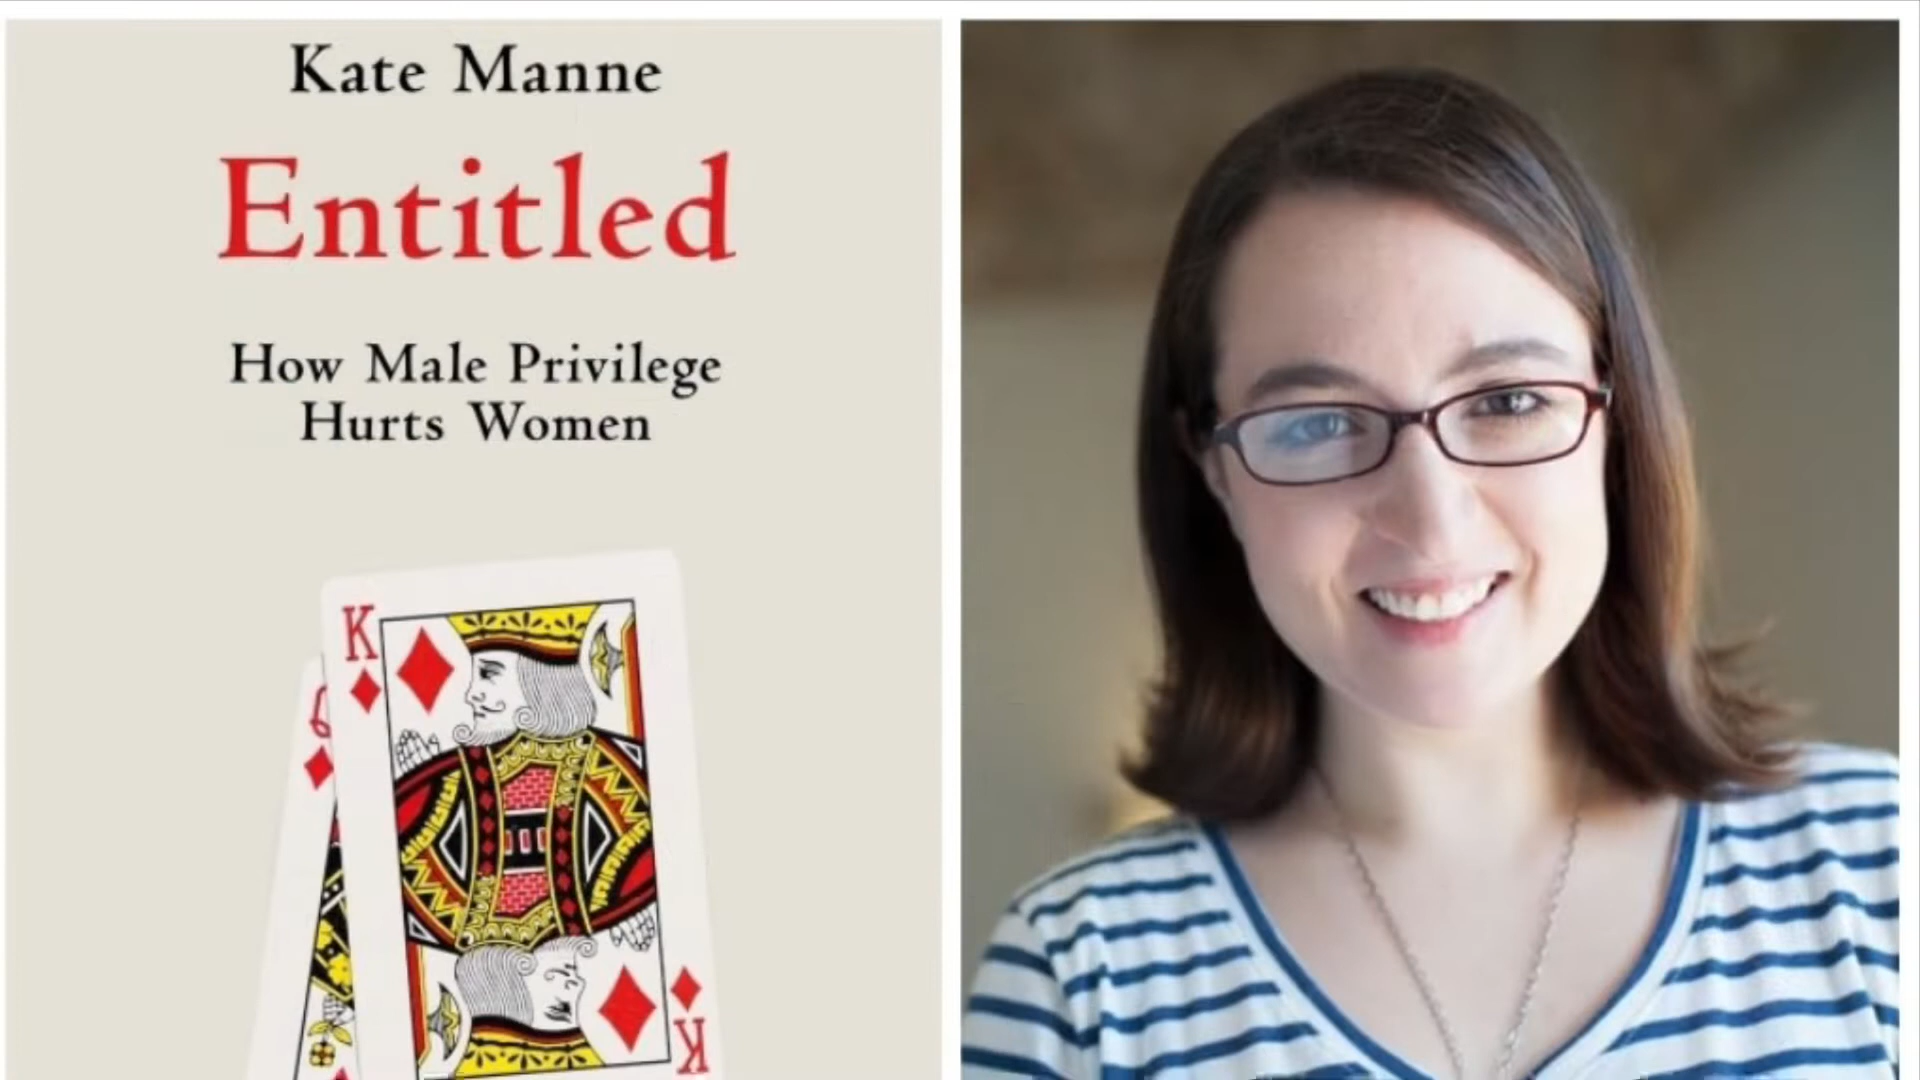 Kate Manne
Entitled
How Male Privilege
Hurts Women
K
Q
K